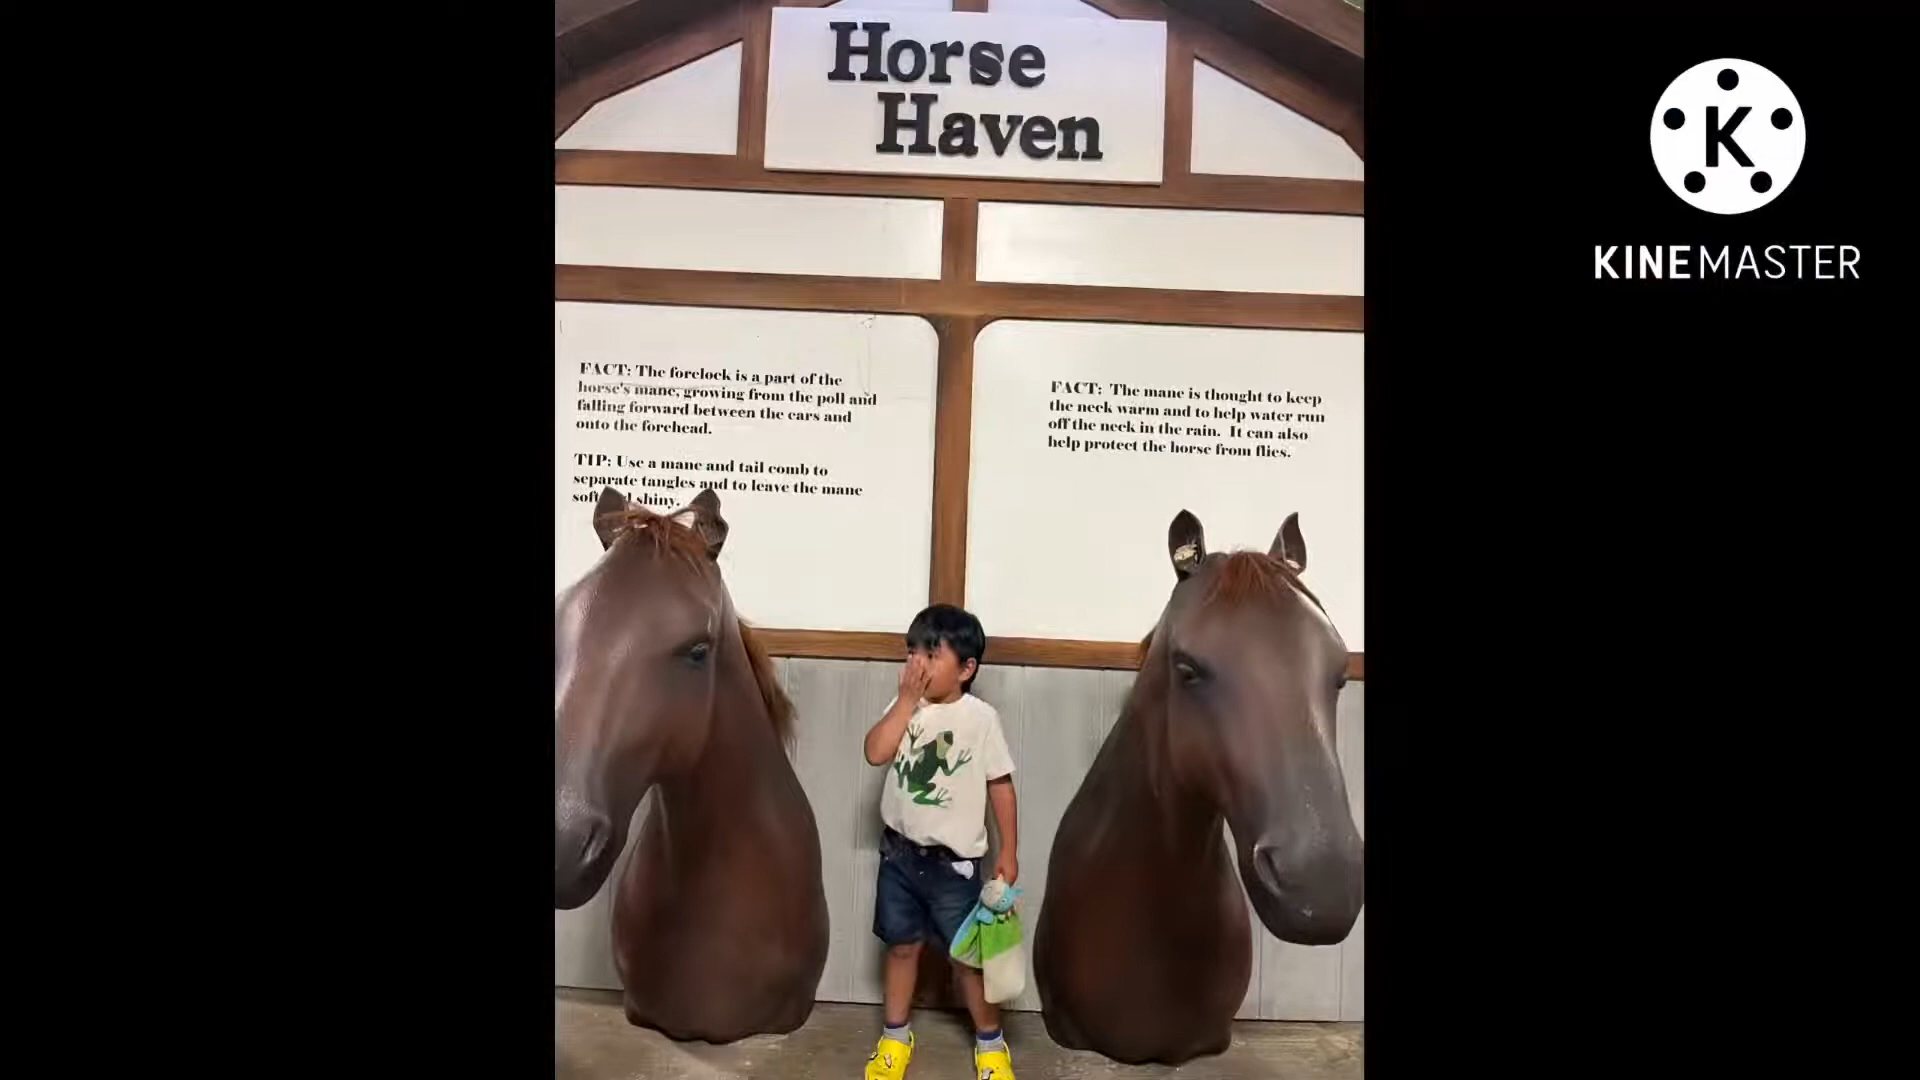 Horse
Haven
K
KINEMASTER
FACT: The forelock is a part of the
horse's mane, growing from the poll and
falling forward between the ears and
onto the forehead.
TIP: Use a mane and tail comb to
separate tangles and to leave the mane
soft shiny.
FACT: The mane is thought to keep
the neck warm and to help water run
off the neck in the rain. It can also
help protect the horse from flies.